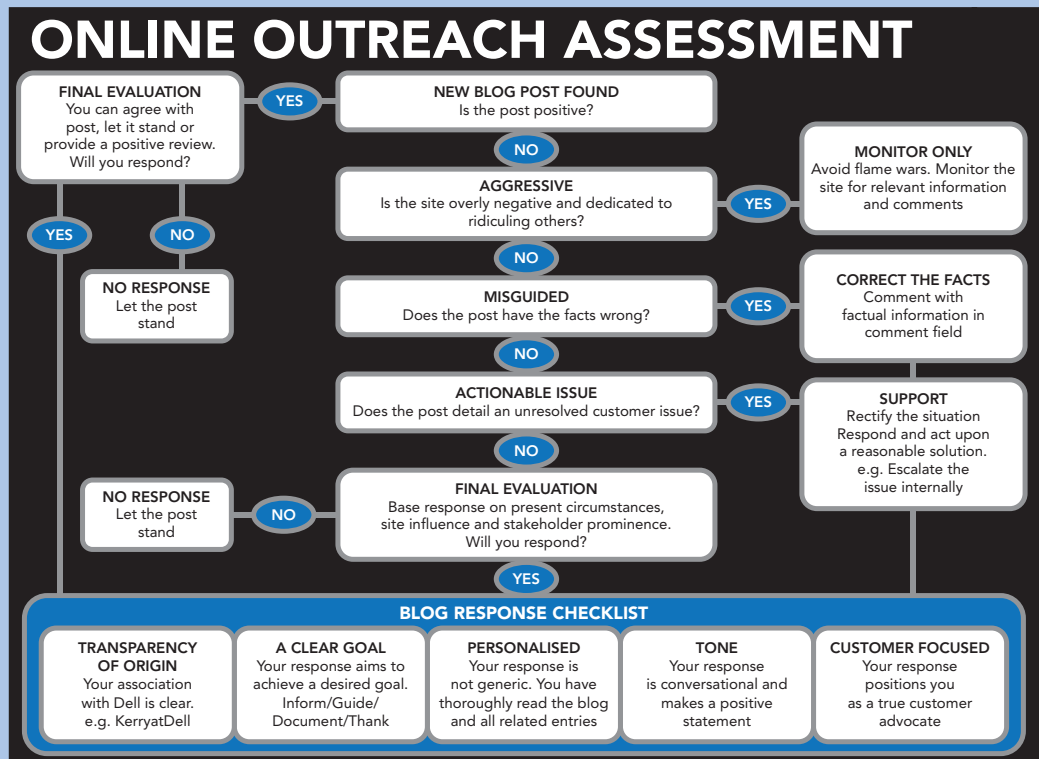 ONLINE OUTREACH ASSESSMENT
FINAL EVALUATION
You can agree with
post, let it stand or
provide a positive review.
Will you respond?
YES
NEW BLOG POST FOUND
Is the post positive?
NO
MONITOR ONLY
Avoid flame wars. Monitor the
site for relevant information
and comments
AGGRESSIVE
Is the site overly negative and dedicated to
ridiculing others?
YES
YES
NO
NO
NO RESPONSE
Let the post
stand
MISGUIDED
Does the post have the facts wrong?
YES
CORRECT THE FACTS
Comment with
factual information in
comment field
NO
ACTIONABLE ISSUE
Does the post detail an unresolved customer issue?
YES
SUPPORT
Rectify the situation
Respond and act upon
a reasonable solution.
e.g. Escalate the
issue internally
NO
NO RESPONSE
Let the post
stand
NO
FINAL EVALUATION
Base response on present circumstances,
site influence and stakeholder prominence.
Will you respond?
YES
BLOG RESPONSE CHECKLIST
TRANSPARENCY
OF ORIGIN
Your association
with Dell is clear.
e.g. KerryatDell
A CLEAR GOAL
Your response aims to
achieve a desired goal.
Inform/Guide/
Document/Thank
PERSONALISED
Your response is
not generic. You have
thoroughly read the blog
and all related entries
TONE
Your response
is conversational and
makes a positive
statement
CUSTOMER FOCUSED
Your response
positions you
as a true customer
advocate